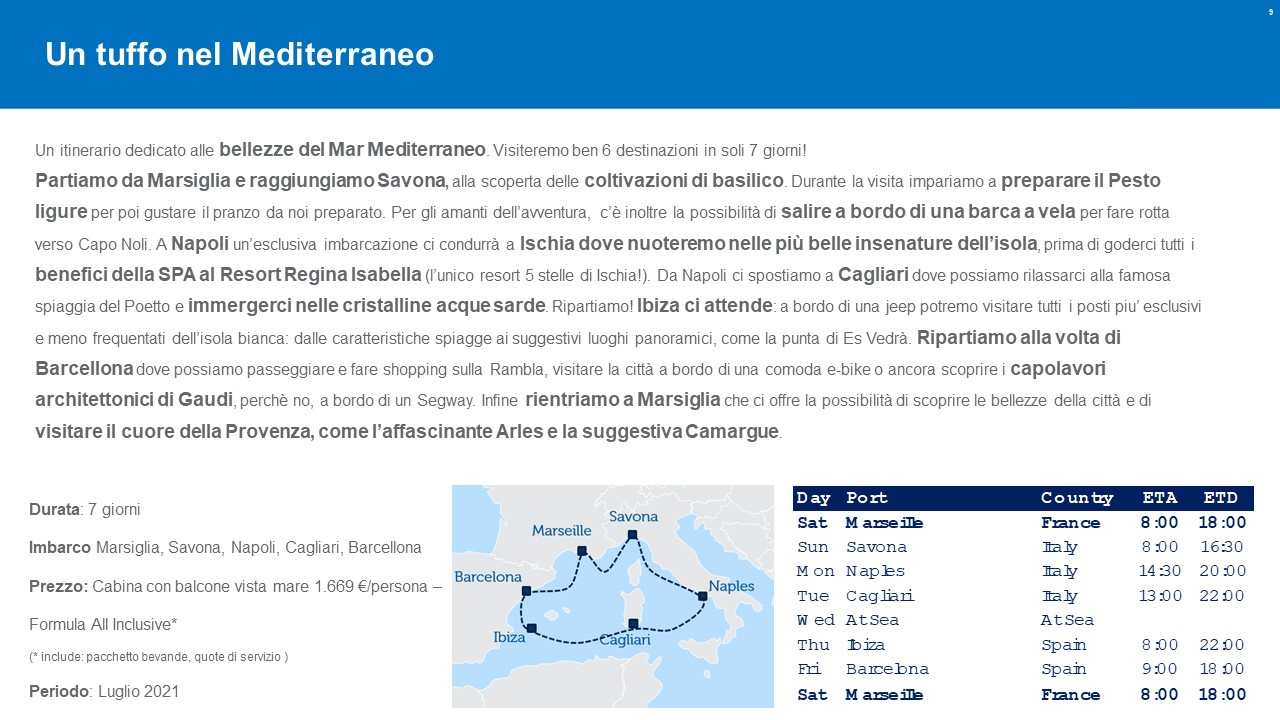 9
Un tuffo nel Mediterraneo
Un itinerario dedicato alle bellezze del Mar Mediterraneo. Visiteremo ben 6 destinazioni in soli 7 giorni!
Partiamo da Marsiglia e raggiungiamo Savona, alla scoperta delle coltivazioni di basilico. Durante la visita impariamo a preparare il Pesto
ligure per poi gustare il pranzo da noi preparato. Per gli amanti dell’avventura, c’è inoltre la possibilità di salire a bordo di una barca a vela per fare rotta
verso Capo Noli. A Napoli un’esclusiva imbarcazione ci condurrà a Ischia dove nuoteremo nelle più belle insenature dell’isola, prima di goderci tutti i
benefici della SPA al Resort Regina Isabella (l’unico resort 5 stelle di Ischia!). Da Napoli ci spostiamo a Cagliari dove possiamo rilassarci alla famosa
spiaggia del Poetto e immergerci nelle cristalline acque sarde. Ripartiamo! Ibiza ci attende: a bordo di una jeep potremo visitare tutti i posti piu’ esclusivi
e meno frequentati dell’isola bianca: dalle caratteristiche spiagge ai suggestivi luoghi panoramici, come la punta di Es Vedrà. Ripartiamo alla volta di
Barcellona dove possiamo passeggiare e fare shopping sulla Rambla, visitare la città a bordo di una comoda e-bike o ancora scoprire i capolavori
architettonici di Gaudi, perchè no, a bordo di un Segway. Infine rientriamo a Marsiglia che ci offre la possibilità di scoprire le bellezze della città e di
visitare il cuore della Provenza, come l’affascinante Arles e la suggestiva Camargue.
Durata: 7 giorni
Imbarco Marsiglia, Savona, Napoli, Cagliari, Barcellona
Prezzo: Cabina con balcone vista mare 1.669 €/persona –
Formula All Inclusive*
(* include: pacchetto bevande, quote di servizio )
Periodo: Luglio 2021
Savona
Marseille
Barcelona
Naples
Ibiza
Cagliari
Day Port Country ETA ETD
Sat Marseille France 8:00 18:00
Sun Savona Italy 8:00 16:30
Mon Naples Italy 14:30 20:00
Tue Cagliari Italy 13:00 22:00
Wed At Sea At Sea
Thu Ibiza Spain 8:00 22:00
Fri Barcelona Spain 9:00 18:00
Sat Marseille France 8:00 18:00